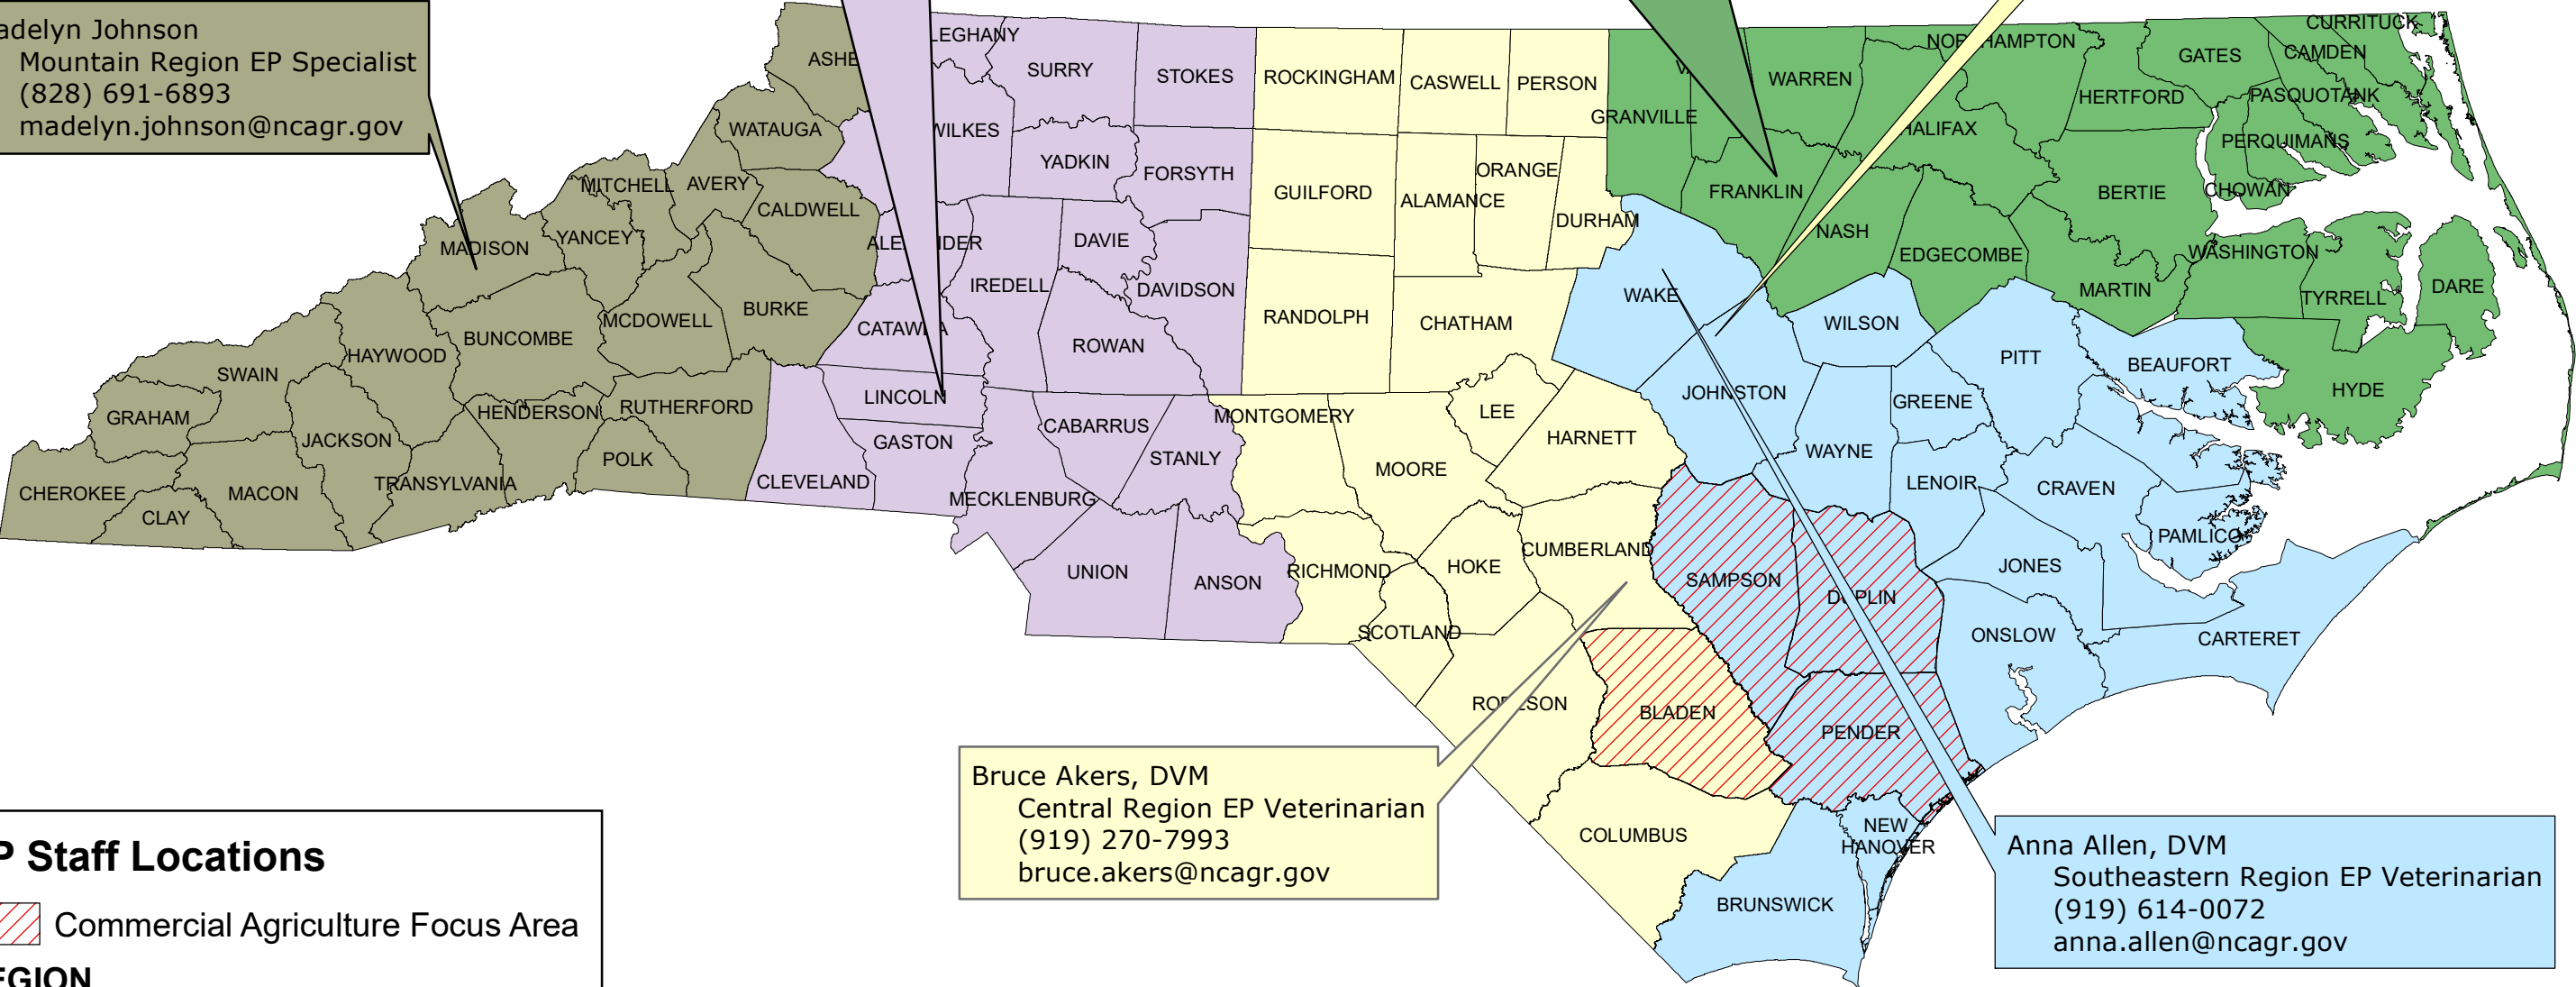 adelyn Johnson
Mountain Region EP Specialist
(828) 691-6893
madelyn.johnson@ncagr.gov
ASHE
LEGHANY
SURRY
STOKES
ROCKINGHAM
CASWELL
PERSON
WARREN
NOR HAMPTON
GATES
CURRITUCK
CAMDEN
WATAUGA
WILKES
YADKIN
FORSYTH
GUILFORD
ALAMANCE
ORANGE
DURHAM
GRANVILLE
FRANKLIN
HALIFAX
HERTFORD
PASQUOTANK
PERQUIMANS
BERTIE
CHOWAN
MITCHELL
AVERY
CALDWELL
MADISON
YANCEY
ALE NDER
IREDELL
DAVIE
DAVIDSON
RANDOLPH
CHATHAM
WAKE
NASH
EDGECOMBE
MARTIN
WASHINGTON
TYRRELL
DARE
HAYWOOD
BUNCOMBE
MCDOWELL
BURKE
CATAWBA
ROWAN
WILSON
PITT
BEAUFORT
HYDE
SWAIN
GRAHAM
JACKSON
HENDERSON
RUTHERFORD
LINCOLN
GASTON
CABARRUS
MONTGOMERY
LEE
HARNETT
JOHNSTON
GREENE
CHEROKEE
CLAY
MACON
TRANSYLVANIA
POLK
CLEVELAND
MECKLENBURG
STANLY
MOORE
WAYNE
LENOIR
CRAVEN
PAMLICO
UNION
ANSON
RICHMOND
HOKE
CUMBERLAND
SAMPSON
DUPLIN
JONES
SCOTLAND
ONSLOW
CARTERET
ROBESON
BLADEN
PENDER
COLUMBUS
NEW
HANOVER
BRUNSWICK
Bruce Akers, DVM
Central Region EP Veterinarian
(919) 270-7993
bruce.akers@ncagr.gov
Anna Allen, DVM
Southeastern Region EP Veterinarian
(919) 614-0072
anna.allen@ncagr.gov
P Staff Locations
Commercial Agriculture Focus Area
EGION